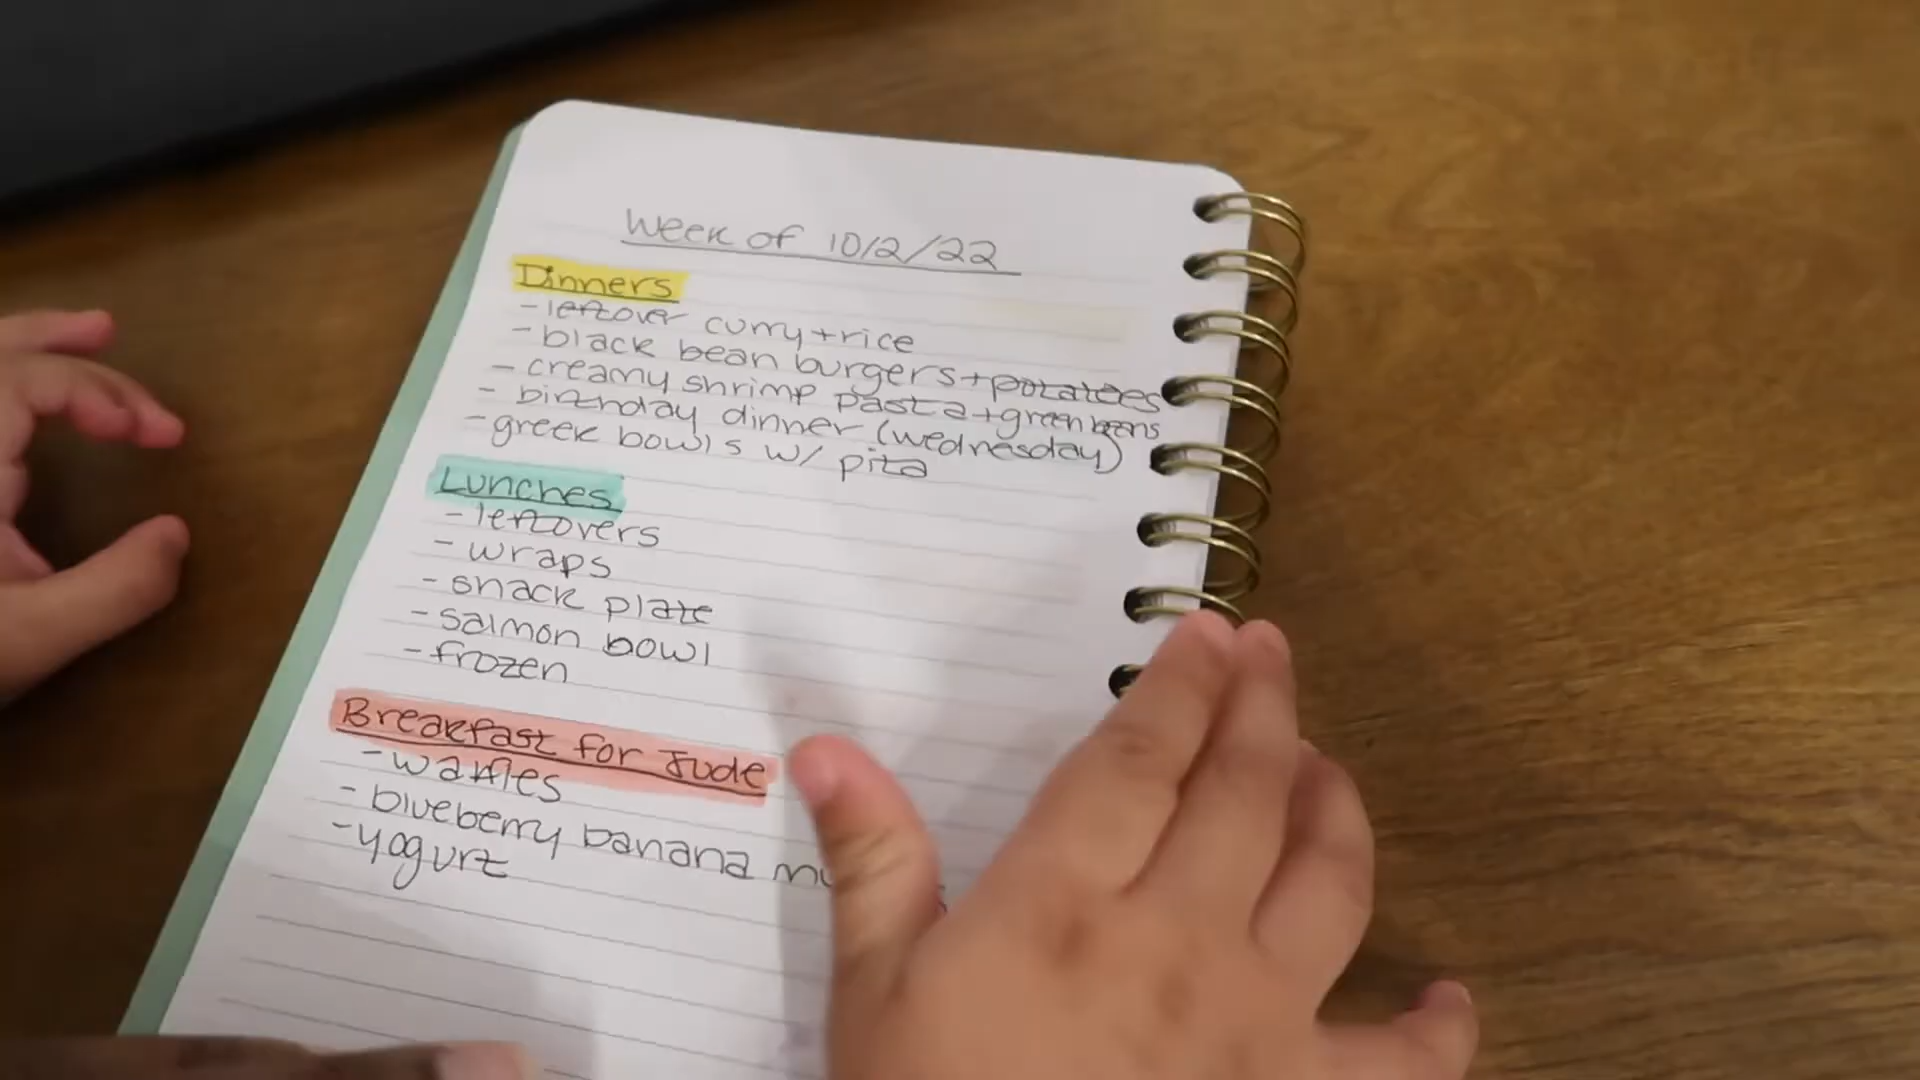 Week of 10/2/22
Dinners
- leftover curry + rice
- black bean burgers + potatoes
- creamy shrimp pasta + green beans
- birthday dinner (wednesday)
- greek bowls w/ pita
Lunches
- leftovers
- wraps
- snack plate
- salmon bowl
- frozen
Breakfast for Jude
- waffles
- blueberry banana
- yogurt